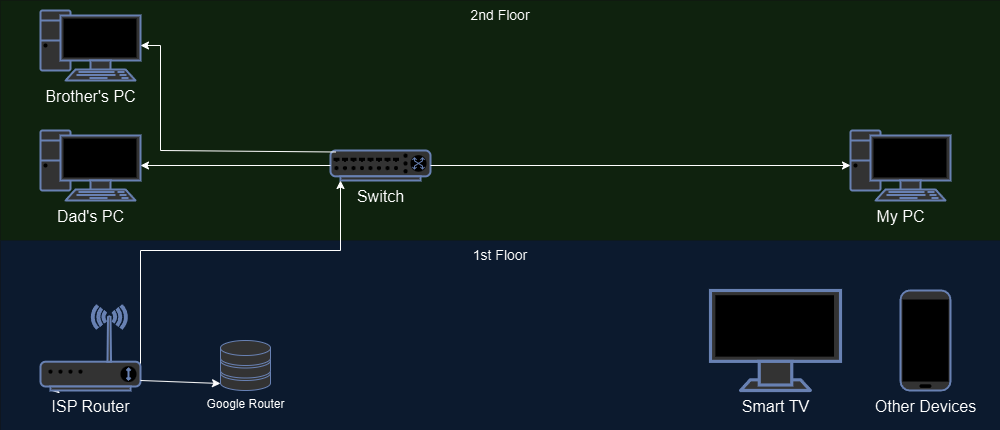 2nd Floor
Brother's PC
Dad's PC
Switch
My PC
1st Floor
ISP Router
Google Router
Smart TV
Other Devices